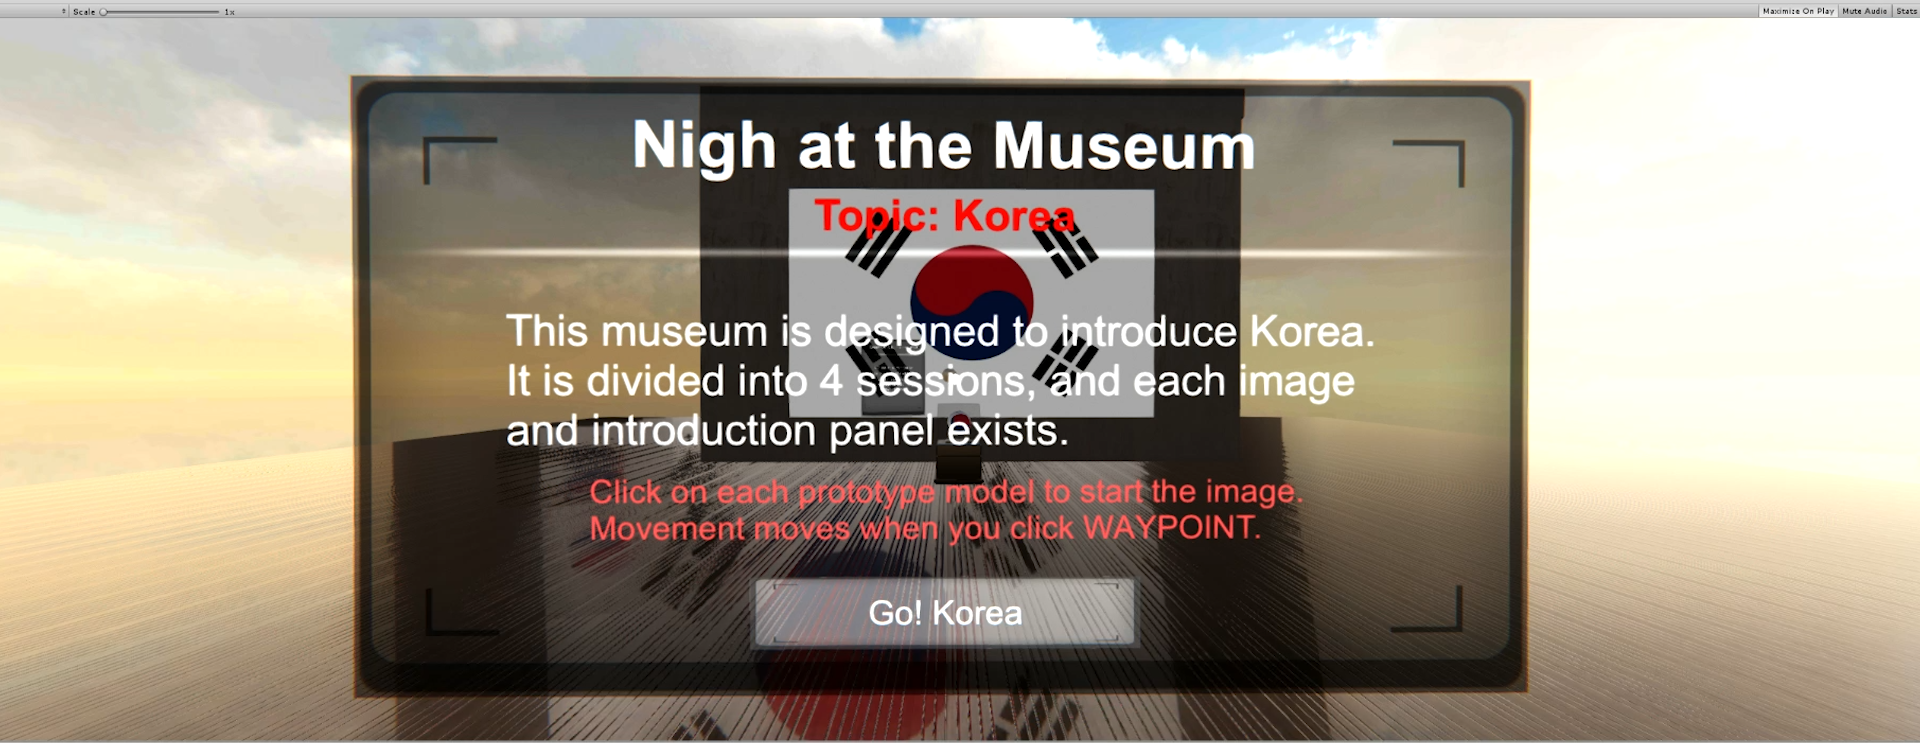 Scale 1x Maximize On Play Mute Audio Stats
Nigh at the Museum
Topic: Korea
This museum is designed to introduce Korea.
It is divided into 4 sessions, and each image
and introduction panel exists.
Click on each prototype model to start the image.
Movement moves when you click WAYPOINT.
Go! Korea